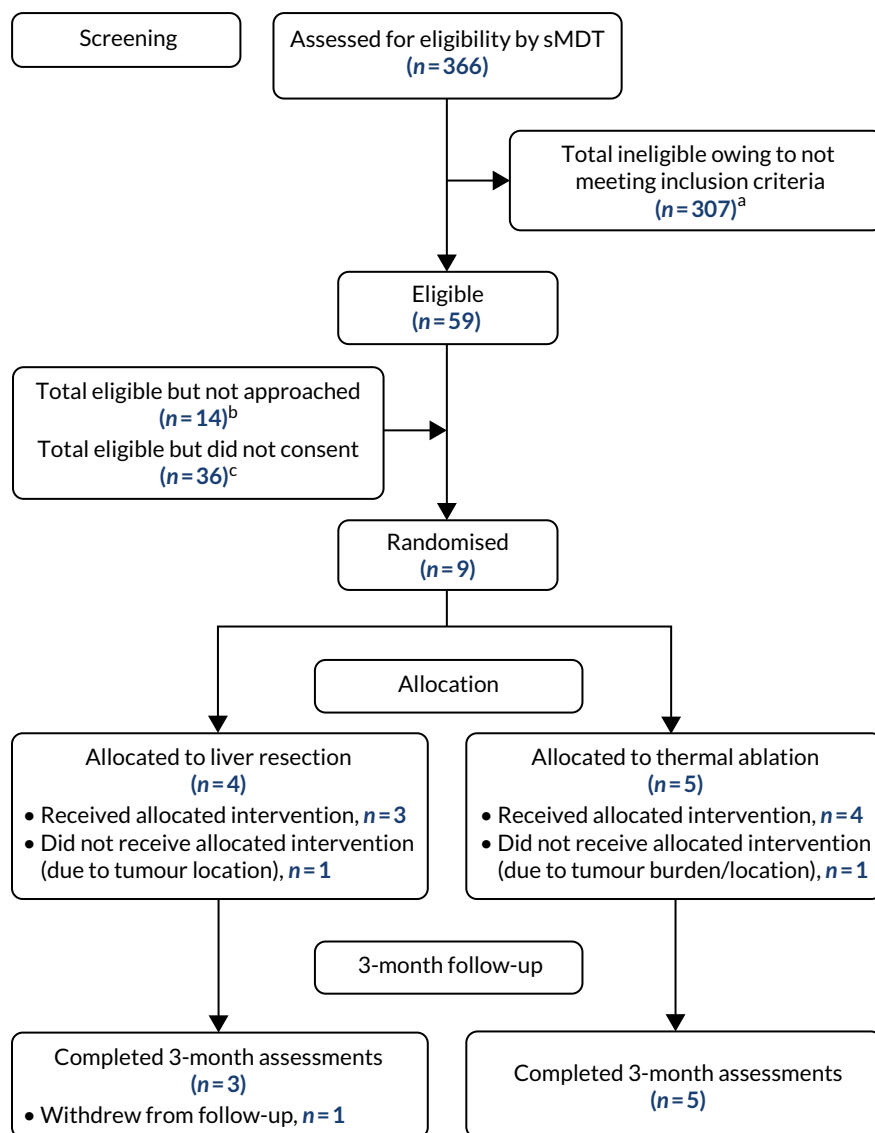 Screening
Assessed for eligibility by sMDT
(n=366)
Total ineligible owing to not
meeting inclusion criteria
(n=307)a
Eligible
(n=59)
Total eligible but not approached
(n=14)b
Total eligible but did not consent
(n=36)c
Randomised
(n=9)
Allocation
Allocated to liver resection
(n=4)
• Received allocated intervention, n=3
• Did not receive allocated intervention
(due to tumour location), n=1
Allocated to thermal ablation
(n=5)
• Received allocated intervention, n=4
• Did not receive allocated intervention
(due to tumour burden/location), n=1
3-month follow-up
Completed 3-month assessments
(n=3)
• Withdrew from follow-up, n=1
Completed 3-month assessments
(n=5)